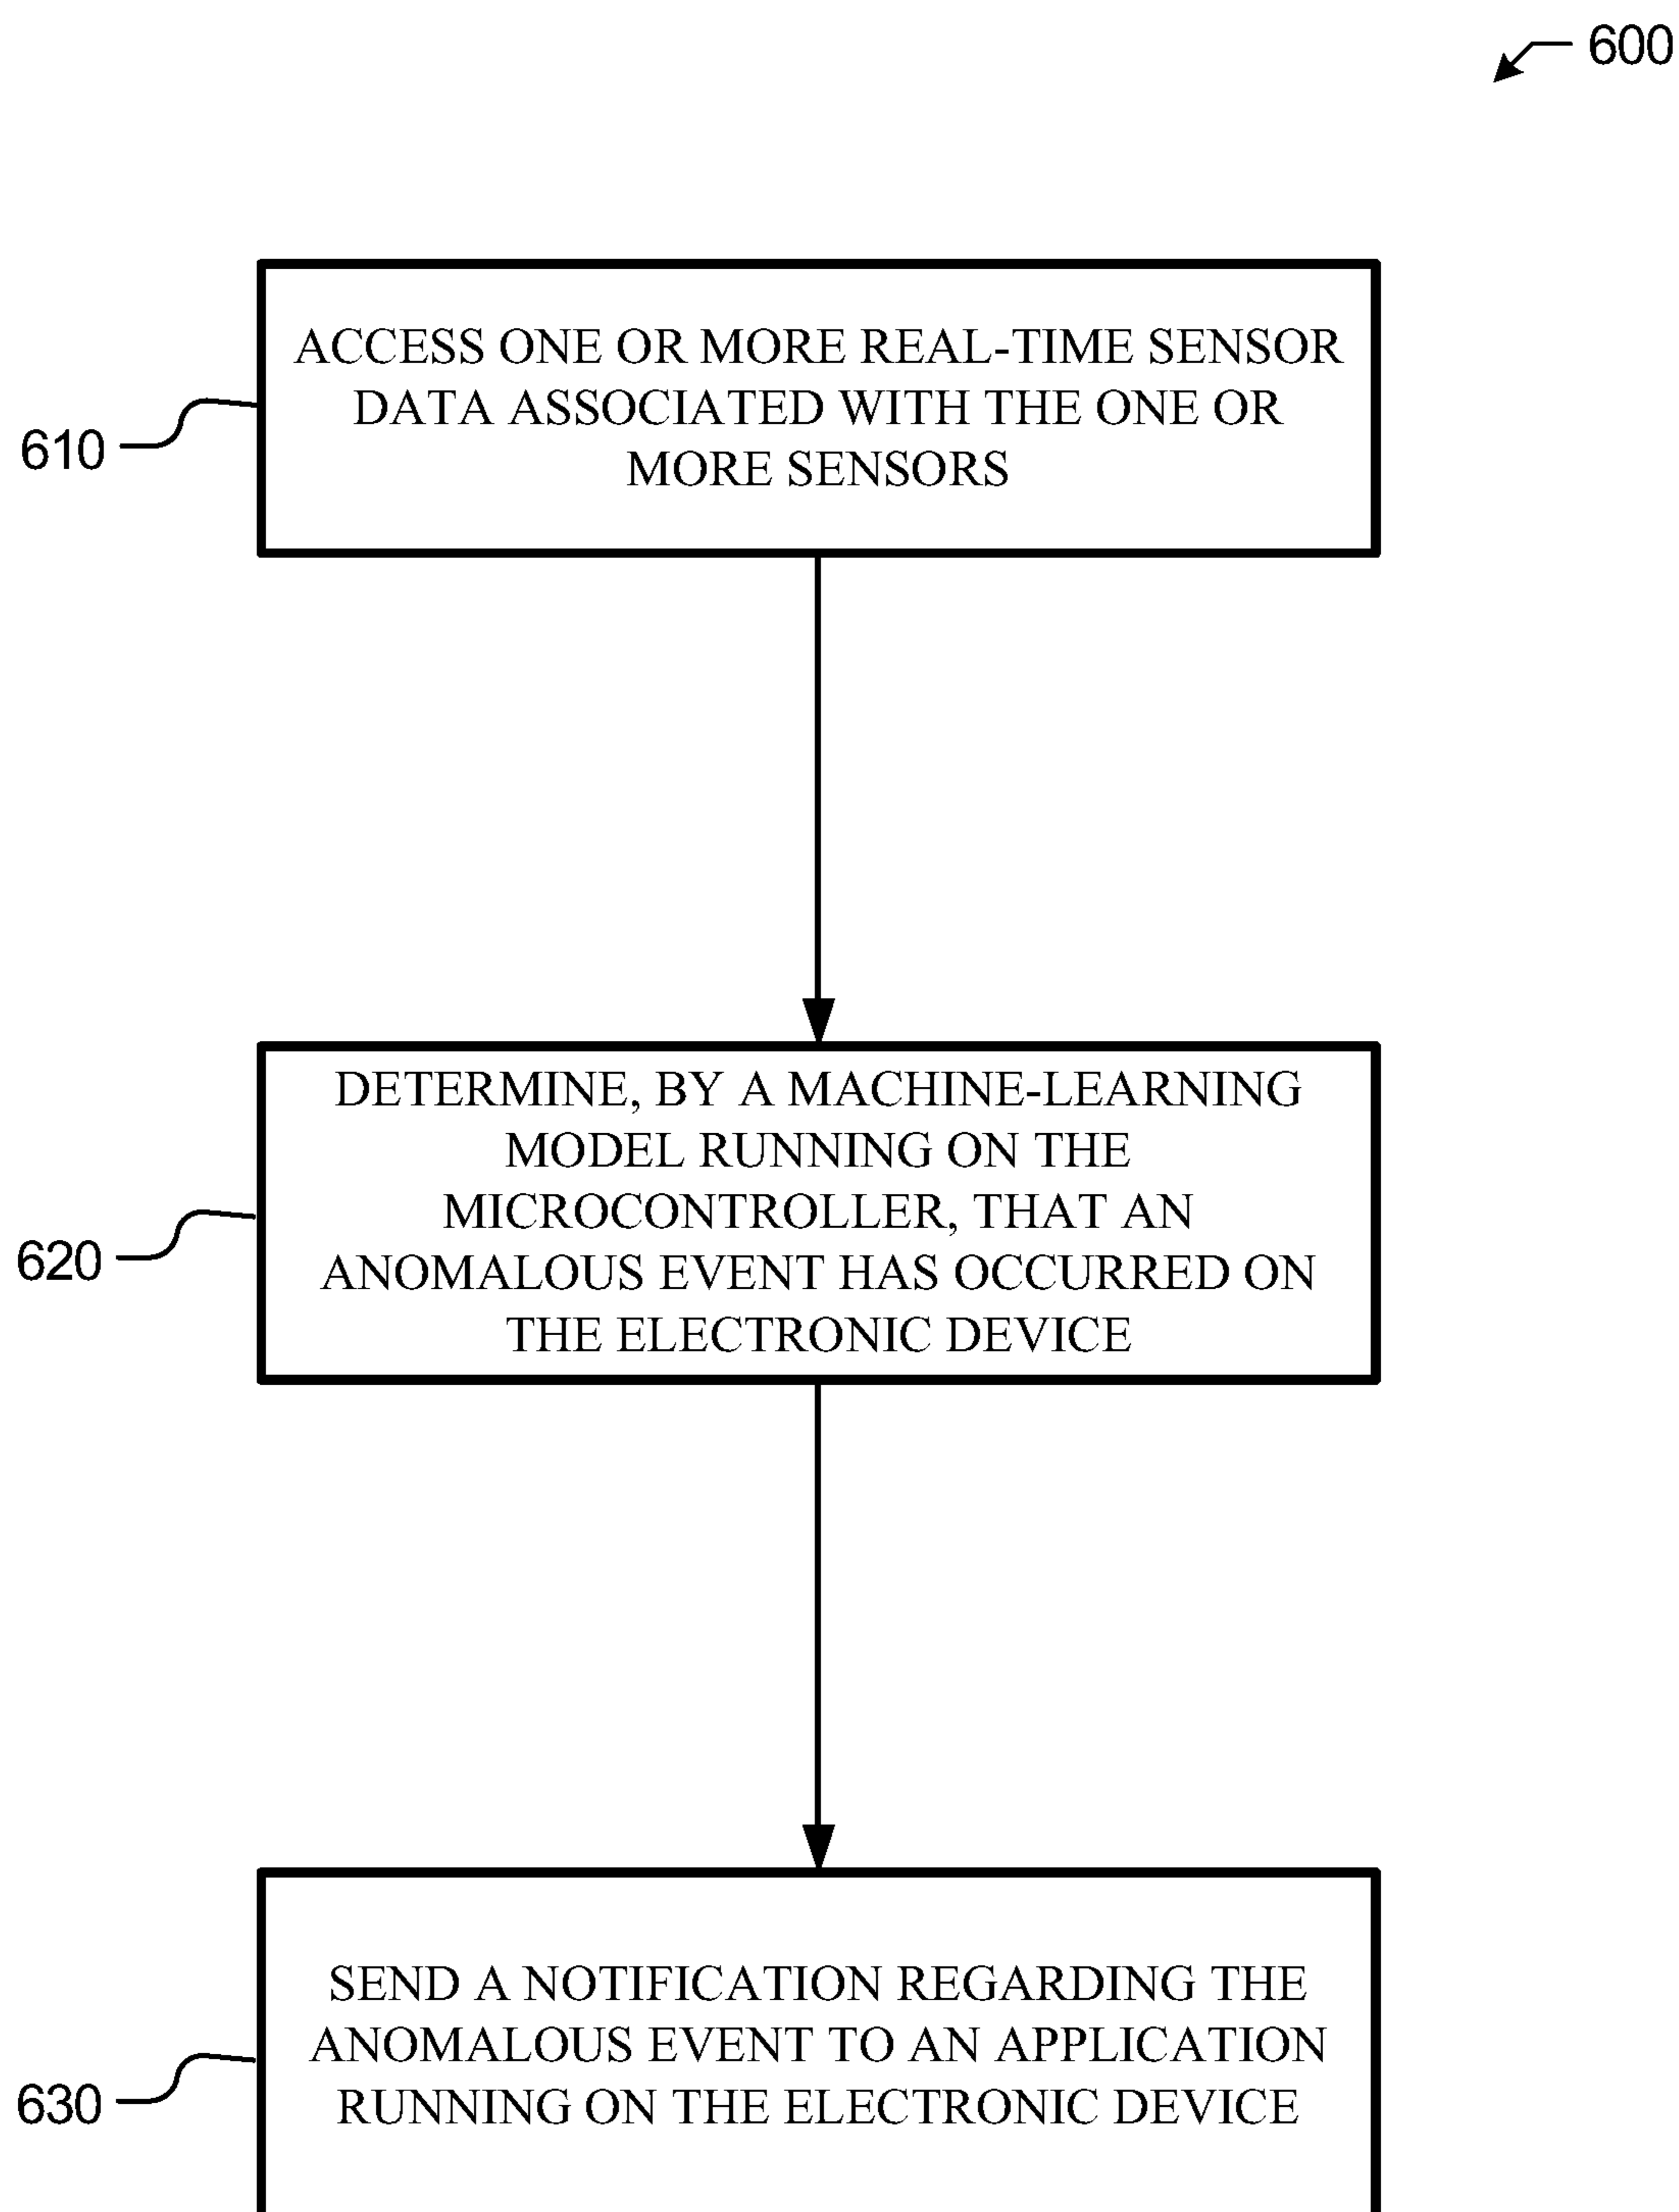 600
ACCESS ONE OR MORE REAL-TIME SENSOR
DATA ASSOCIATED WITH THE ONE OR
MORE SENSORS
610
DETERMINE, BY A MACHINE-LEARNING
MODEL RUNNING ON THE
MICROCONTROLLER, THAT AN
ANOMALOUS EVENT HAS OCCURRED ON
THE ELECTRONIC DEVICE
620
SEND A NOTIFICATION REGARDING THE
ANOMALOUS EVENT TO AN APPLICATION
RUNNING ON THE ELECTRONIC DEVICE
630